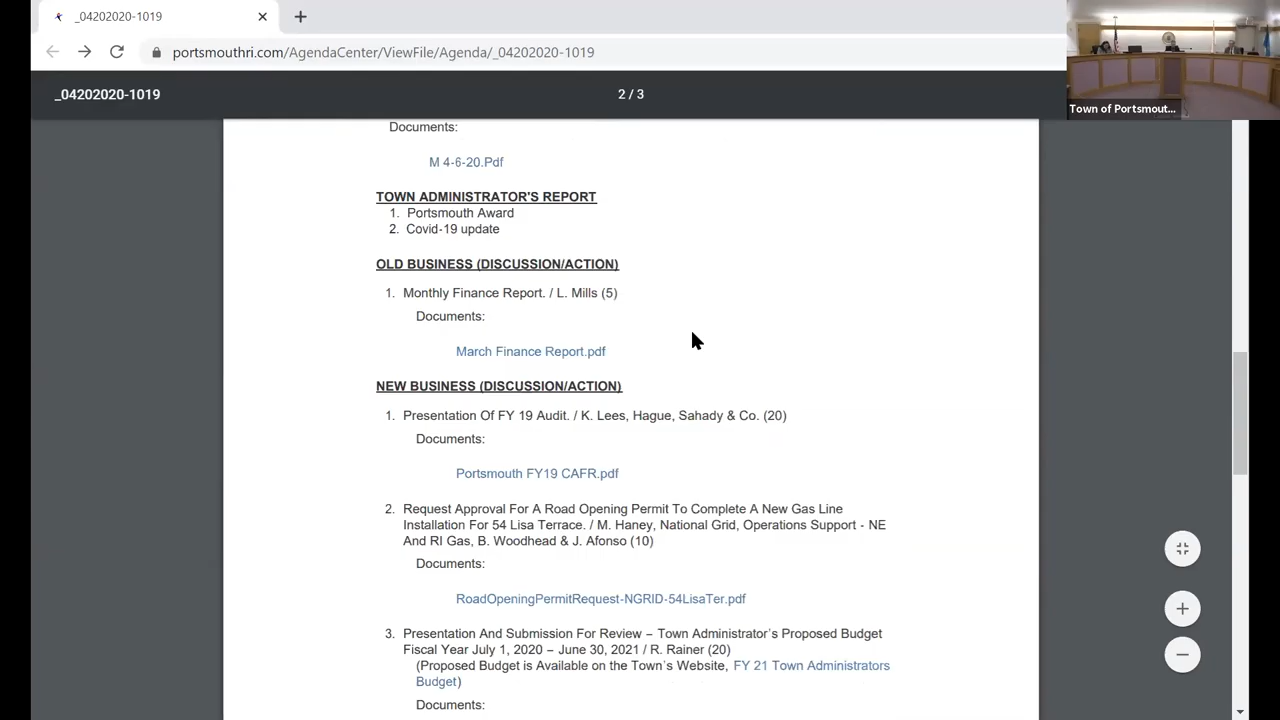 _04202020-1019
portsmouthri.com/AgendaCenter/ViewFile/Agenda/_04202020-1019
_04202020-1019
2 / 3
Town of Portsmout...
Documents:
M 4-6-20.Pdf
TOWN ADMINISTRATOR'S REPORT
1. Portsmouth Award
2. Covid-19 update
OLD BUSINESS (DISCUSSION/ACTION)
1. Monthly Finance Report. / L. Mills (5)
Documents:
March Finance Report.pdf
NEW BUSINESS (DISCUSSION/ACTION)
1. Presentation Of FY 19 Audit. / K. Lees, Hague, Sahady & Co. (20)
Documents:
Portsmouth FY19 CAFR.pdf
2. Request Approval For A Road Opening Permit To Complete A New Gas Line
Installation For 54 Lisa Terrace. / M. Haney, National Grid, Operations Support - NE
And RI Gas, B. Woodhead & J. Afonso (10)
Documents:
RoadOpeningPermitRequest-NGRID-54LisaTer.pdf
3. Presentation And Submission For Review – Town Administrator's Proposed Budget
Fiscal Year July 1, 2020 – June 30, 2021 / R. Rainer (20)
(Proposed Budget is Available on the Town's Website, FY 21 Town Administrators
Budget)
Documents: